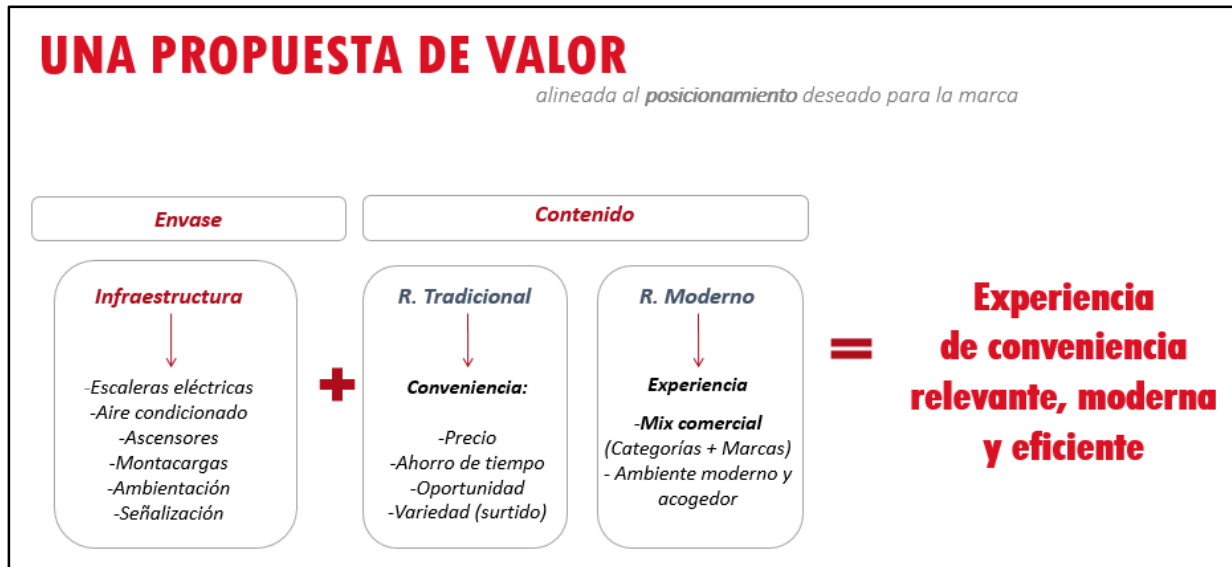 UNA PROPUESTA DE VALOR
alineada al posicionamiento deseado para la marca
Envase
Contenido
Infraestructura
-Escaleras eléctricas
-Aire condicionado
-Ascensores
-Montacargas
-Ambientación
-Señalización
+
R. Tradicional
Conveniencia:
-Precio
-Ahorro de tiempo
-Oportunidad
-Variedad (surtido)
R. Moderno
Experiencia
-Mix comercial
(Categorías + Marcas)
- Ambiente moderno y
acogedor
=
Experiencia
de conveniencia
relevante, moderna
y eficiente